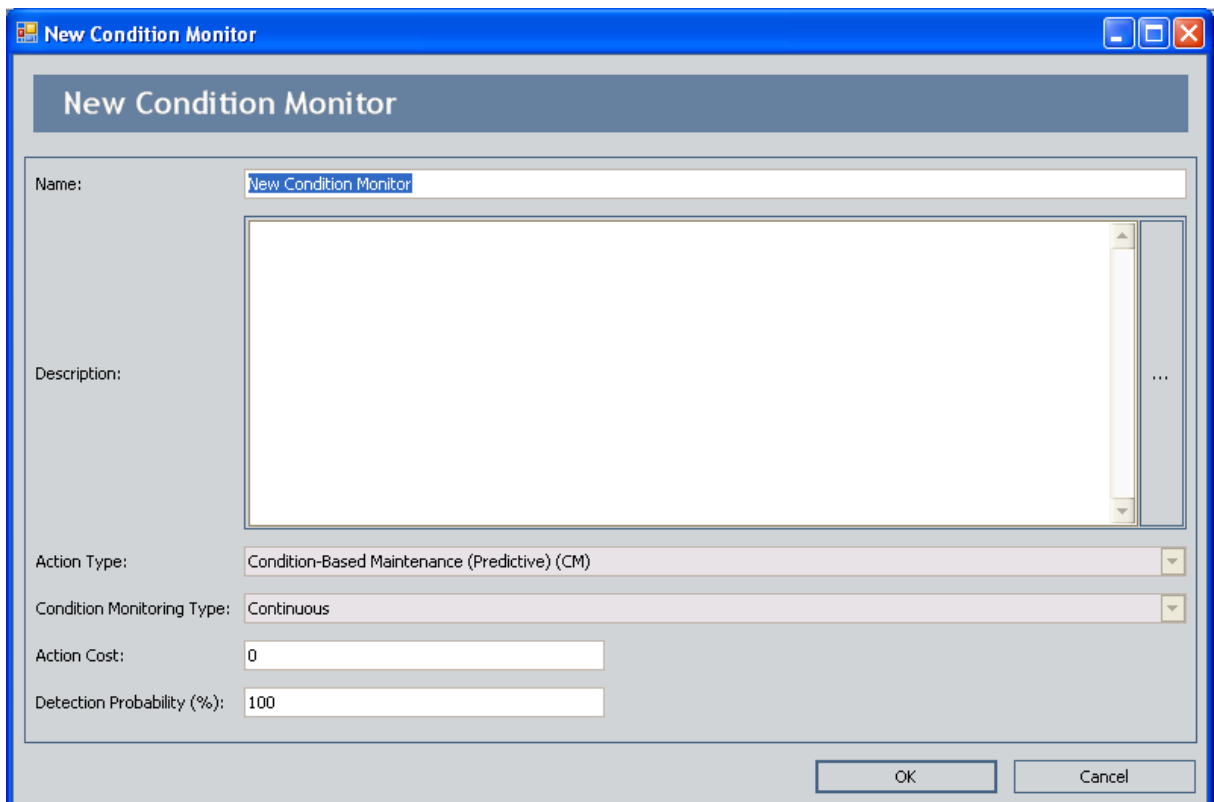 New Condition Monitor
New Condition Monitor
Name: New Condition Monitor
Description: ...
Action Type: Condition-Based Maintenance (Predictive) (CM)
Condition Monitoring Type: Continuous
Action Cost: 0
Detection Probability (%): 100
OK Cancel